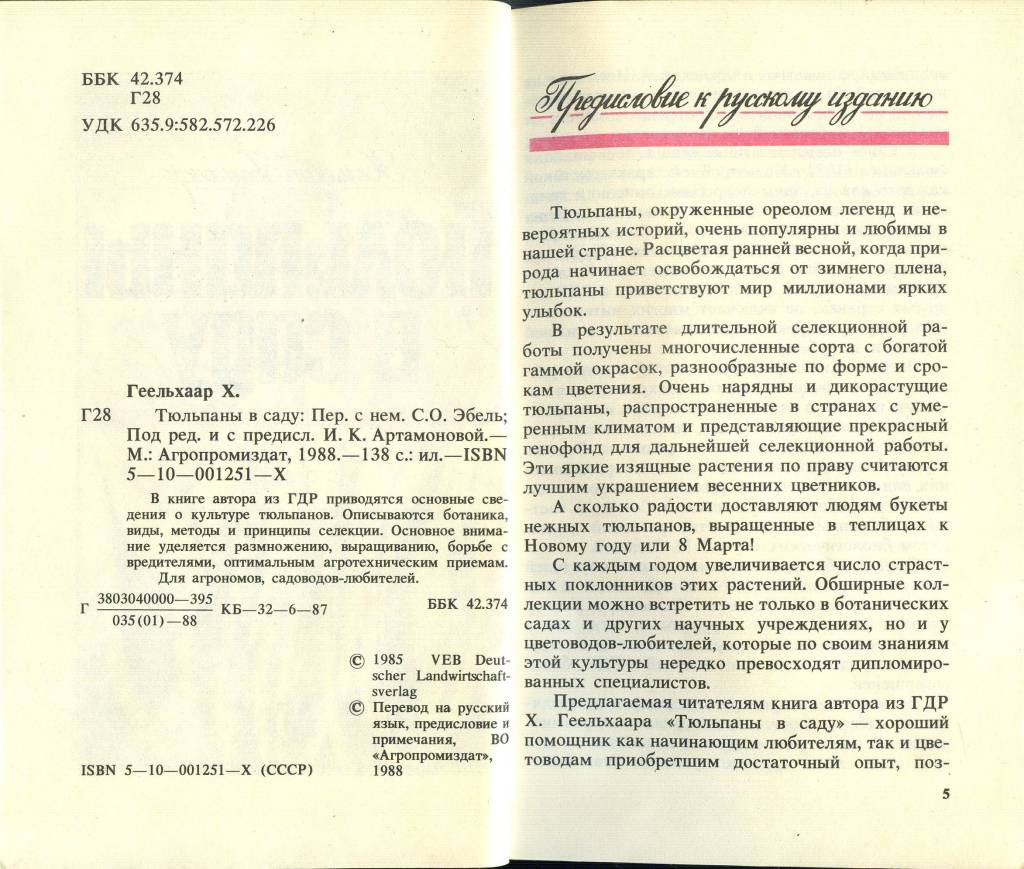 ББК 42.374
Г28
УДК 635.9:582.572.226
Геельхаар Х.
Г28 Тюльпаны в саду: Пер. с нем. С.О. Эбель;
Под ред. и с предисл. И. К. Артамоновой.—
М.: Агропромиздат, 1988.—138 с.: ил.—ISBN
5—10—001251—Х
В книге автора из ГДР приводятся основные све-
дения о культуре тюльпанов. Описываются ботаника,
виды, методы и принципы селекции. Основное внима-
ние уделяется размножению, выращиванию, борьбе с
вредителями, оптимальным агротехническим приемам.
Для агрономов, садоводов-любителей.
Г 3803040000—395 КБ—32—6—87 ББК 42.374
035(01)—88
© 1985 VEB Deut-
scher Landwirtschaft-
sverlag
© Перевод на русский
язык, предисловие и
примечания, ВО
«Агропромиздат»,
ISBN 5—10—001251—Х (СССР) 1988
Предисловие к русскому изданию
Тюльпаны, окруженные ореолом легенд и не-
вероятных историй, очень популярны и любимы в
нашей стране. Расцветая ранней весной, когда при-
рода начинает освобождаться от зимнего плена,
тюльпаны приветствуют мир миллионами ярких
улыбок.
В результате длительной селекционной ра-
боты получены многочисленные сорта с богатой
гаммой окрасок, разнообразные по форме и сро-
кам цветения. Очень нарядны и дикорастущие
тюльпаны, распространенные в странах с уме-
ренным климатом и представляющие прекрасный
генофонд для дальнейшей селекционной работы.
Эти яркие изящные растения по праву считаются
лучшим украшением весенних цветников.
А сколько радости доставляют людям букеты
нежных тюльпанов, выращенные в теплицах к
Новому году или 8 Марта!
С каждым годом увеличивается число страст-
ных поклонников этих растений. Обширные кол-
лекции можно встретить не только в ботанических
садах и других научных учреждениях, но и у
цветоводов-любителей, которые по своим знаниям
этой культуры нередко превосходят дипломиро-
ванных специалистов.
Предлагаемая читателям книга автора из ГДР
Х. Геельхаара «Тюльпаны в саду» — хороший
помощник как начинающим любителям, так и цве-
товодам приобретшим достаточный опыт, поз-
5